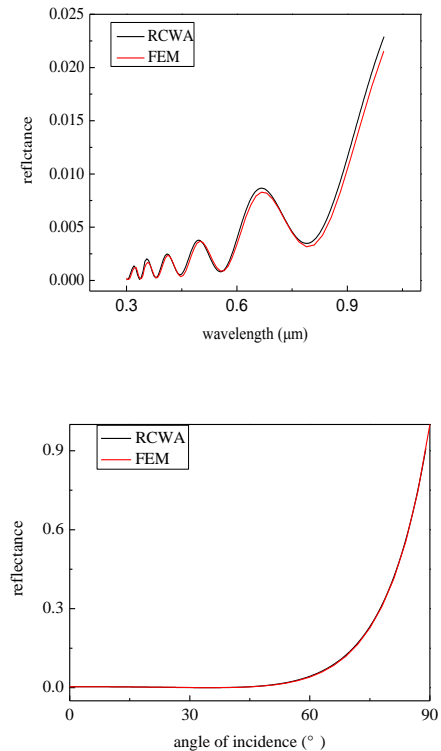 RCWA
FEM
0.025
0.020
0.015
0.010
0.005
0.000
reflctance
0.3 0.6 0.9
wavelength (μm)
RCWA
FEM
0.9
0.6
0.3
0.0
reflectance
0 30 60 90
angle of incidence (° )